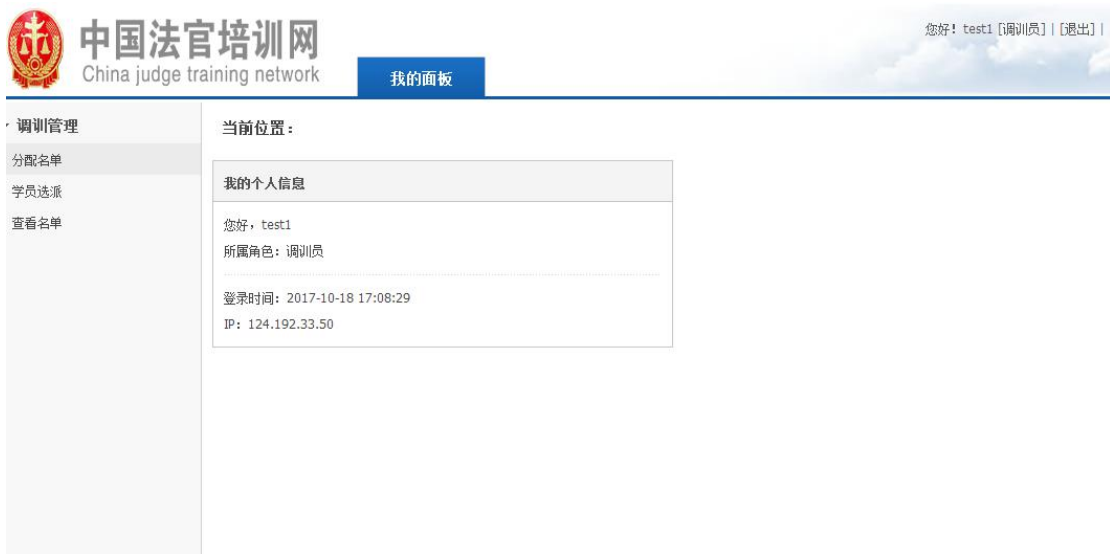 中国法官培训网
China judge training network
我的面板
您好！test1 [调训员] | [退出] |
调训管理
分配名单
学员选派
查看名单
当前位置：
我的个人信息
您好，test1
所属角色：调训员
登录时间：2017-10-18 17:08:29
IP：124.192.33.50